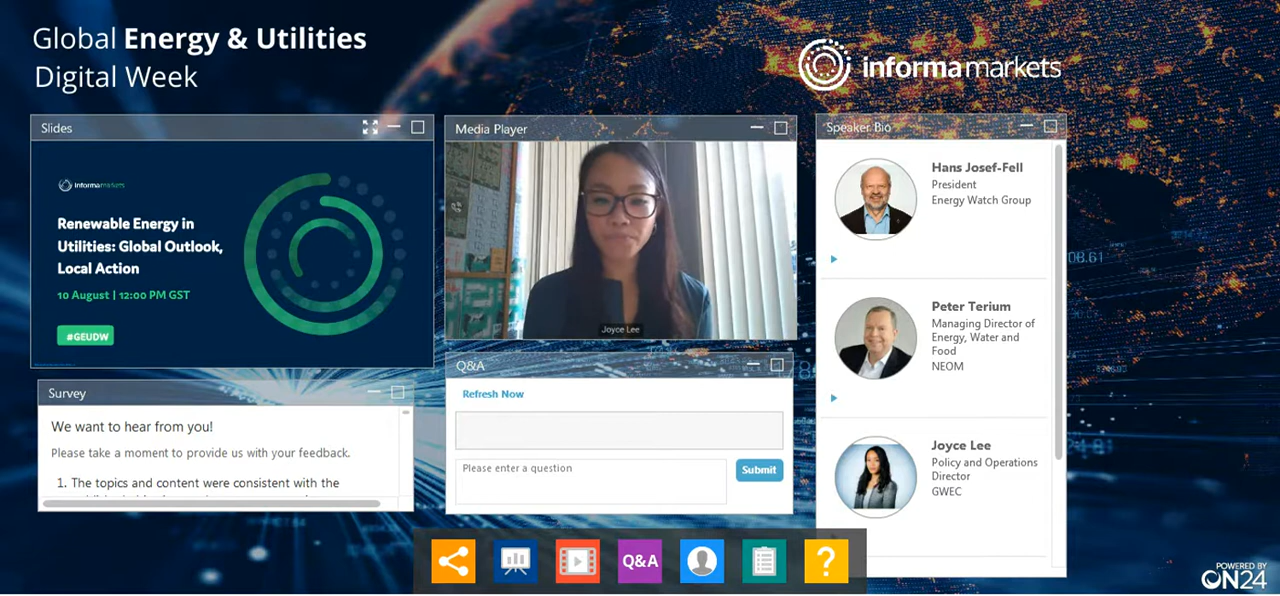 Global Energy & Utilities
Digital Week
informa markets
Slides
informa markets
Renewable Energy in
Utilities: Global Outlook,
Local Action
10 August | 12:00 PM GST
#GEUDW
Media Player
Joyce Lee
Speaker Bio
Hans Josef-Fell
President
Energy Watch Group
Peter Terium
Managing Director of
Energy, Water and
Food
NEOM
Joyce Lee
Policy and Operations
Director
GWEC
Survey
We want to hear from you!
Please take a moment to provide us with your feedback.
1. The topics and content were consistent with the
Q&A
Refresh Now
Please enter a question
Submit
Q&A
?
POWERED BY
ON24